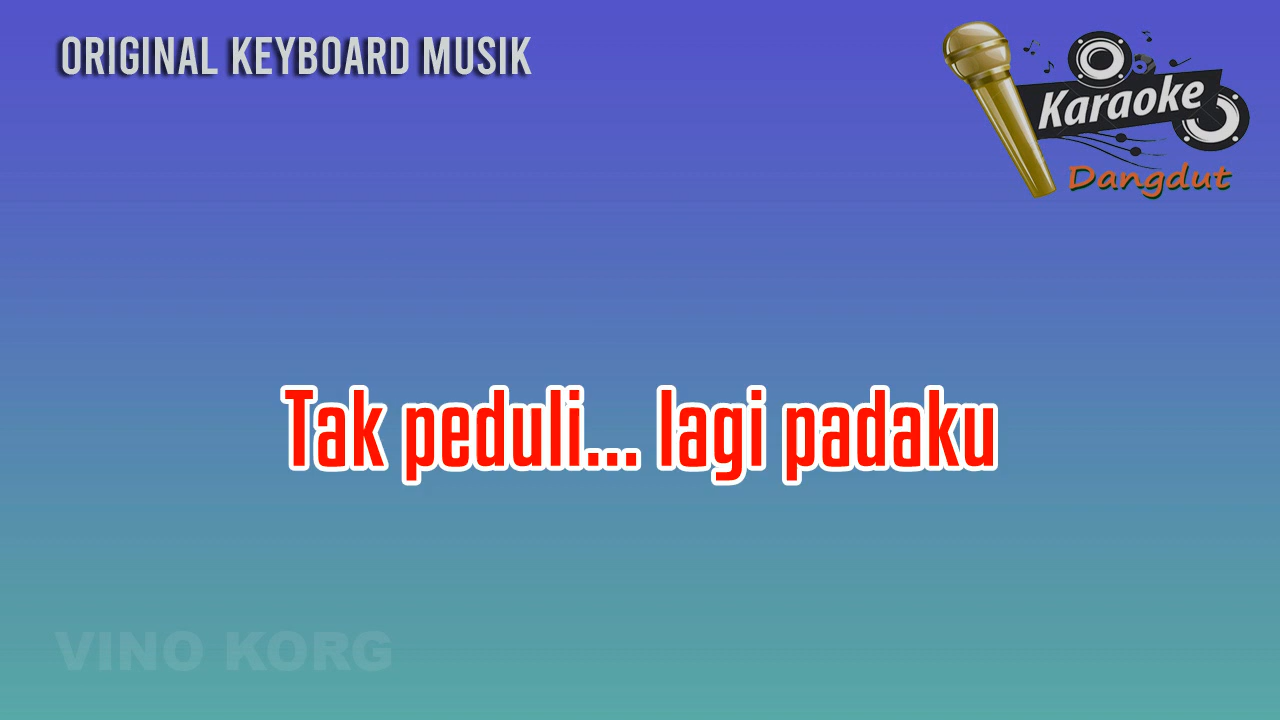 ORIGINAL KEYBOARD MUSIK
Karaoke
Dangdut
Tak peduli... lagi padaku
VINO KORG